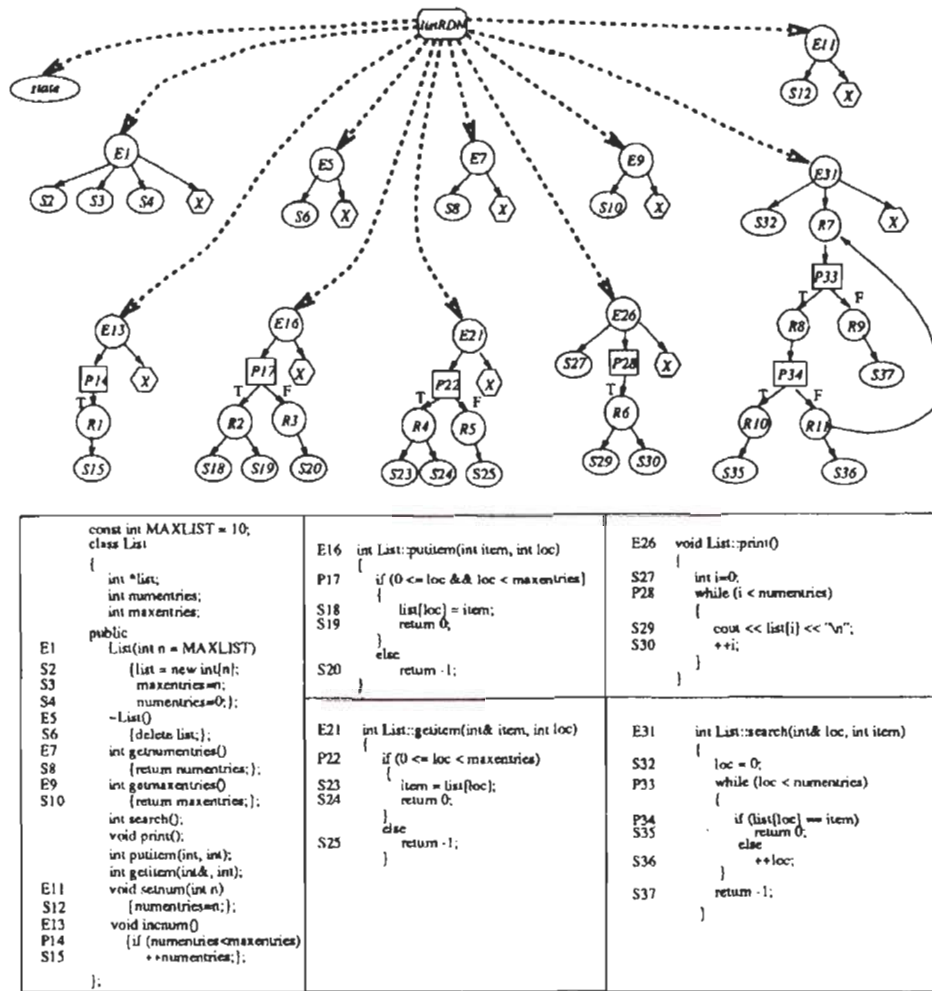 listRDM
state
E11
S12 X
E1
S2 S3 S4 X
E5
S6 X
E7
S8 X
E9
S10 X
E31
S32 R7 X
P33
T F
R8 R9
P34 S37
T F
R10 R11
S35 S36
E13
P14 X
T
R1
S15
E16
P17 X
T F
R2 R3
S18 S19 S20
E21
P22 X
T F
R4 R5
S23 S24 S25
E26
S27 P28 X
T
R6
S29 S30
const int MAXLIST = 10;
class List
{
int *list;
int numentries;
int maxentries;
public
E1 List(int n = MAXLIST)
S2 {list = new int[n];
S3 maxentries=n;
S4 numentries=0;};
E5 ~List()
S6 {delete list;};
E7 int getnumentries()
S8 {return numentries;};
E9 int getmaxentries()
S10 {return maxentries;};
int search();
void print();
int putitem(int, int);
int getitem(int&, int);
E11 void setnum(int n)
S12 {numentries=n;};
E13 void incnum()
P14 {if (numentries<maxentries)
S15 ++numentries;};
};
E16 int List::putitem(int item, int loc)
{
P17 if (0 <= loc && loc < maxentries)
{
S18 list[loc] = item;
S19 return 0;
}
else
S20 return -1;
}
E21 int List::getitem(int& item, int loc)
{
P22 if (0 <= loc < maxentries)
{
S23 item = list[loc];
S24 return 0;
}
else
S25 return -1;
}
E26 void List::print()
{
S27 int i=0;
P28 while (i < numentries)
{
S29 cout << list[i] << "\n";
S30 ++i;
}
}
E31 int List::search(int& loc, int item)
{
S32 loc = 0;
P33 while (loc < numentries)
{
P34 if (list[loc] == item)
S35 return 0;
else
S36 ++loc;
}
S37 return -1;
}